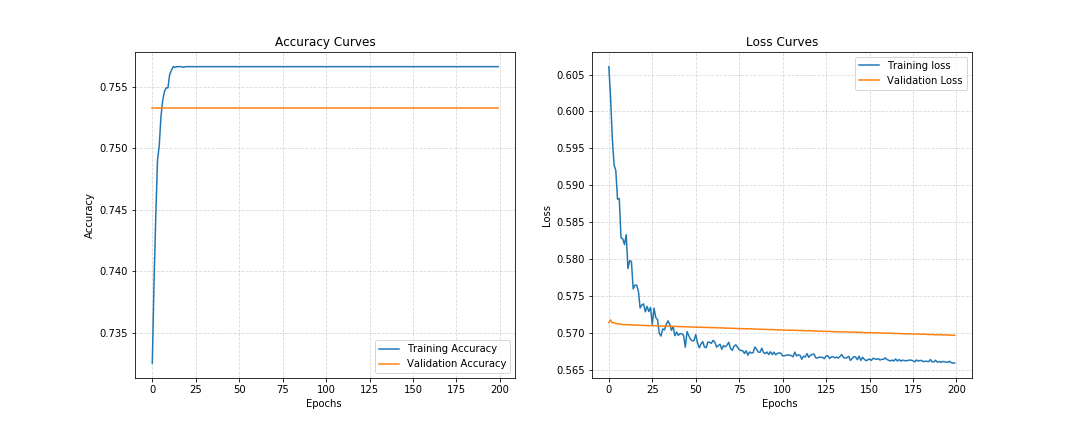 Accuracy Curves
0.755
0.750
0.745
0.740
0.735
Accuracy
0 25 50 75 100 125 150 175 200
Epochs
Training Accuracy
Validation Accuracy
Loss Curves
0.605
0.600
0.595
0.590
0.585
0.580
0.575
0.570
0.565
Loss
0 25 50 75 100 125 150 175 200
Epochs
Training loss
Validation Loss